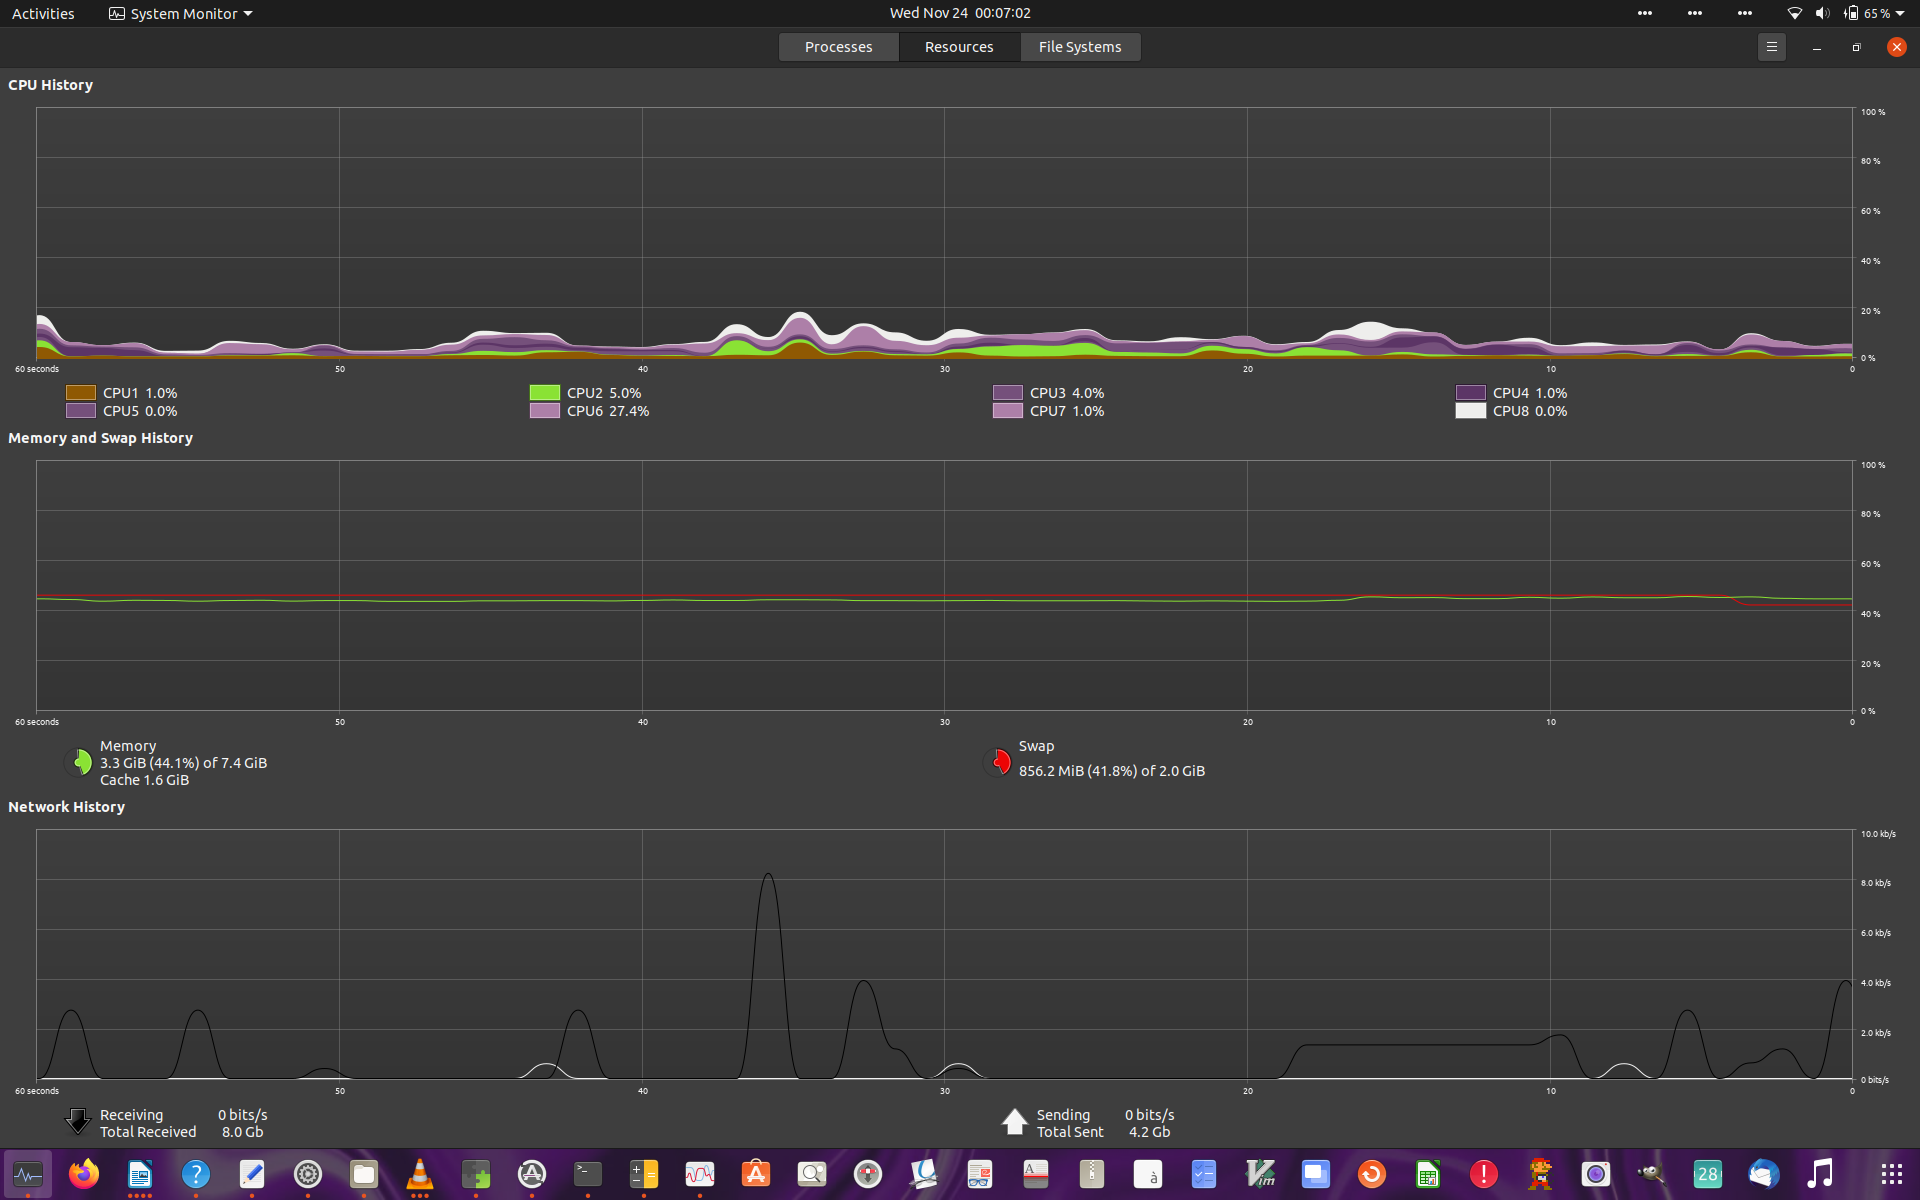 Activities
System Monitor
Wed Nov 24 00:07:02
65 %
Processes
Resources
File Systems
CPU History
100 %
80 %
60 %
40 %
20 %
0 %
60 seconds 50 40 30 20 10 0
CPU1 1.0% CPU2 5.0% CPU3 4.0% CPU4 1.0%
CPU5 0.0% CPU6 27.4% CPU7 1.0% CPU8 0.0%
Memory and Swap History
100 %
80 %
60 %
40 %
20 %
0 %
60 seconds 50 40 30 20 10 0
Memory
3.3 GiB (44.1%) of 7.4 GiB
Cache 1.6 GiB
Swap
856.2 MiB (41.8%) of 2.0 GiB
Network History
10.0 kb/s
8.0 kb/s
6.0 kb/s
4.0 kb/s
2.0 kb/s
0 bits/s
60 seconds 50 40 30 20 10 0
Receiving 0 bits/s
Total Received 8.0 Gb
Sending 0 bits/s
Total Sent 4.2 Gb
?
>_
A
à
Vim
!
28